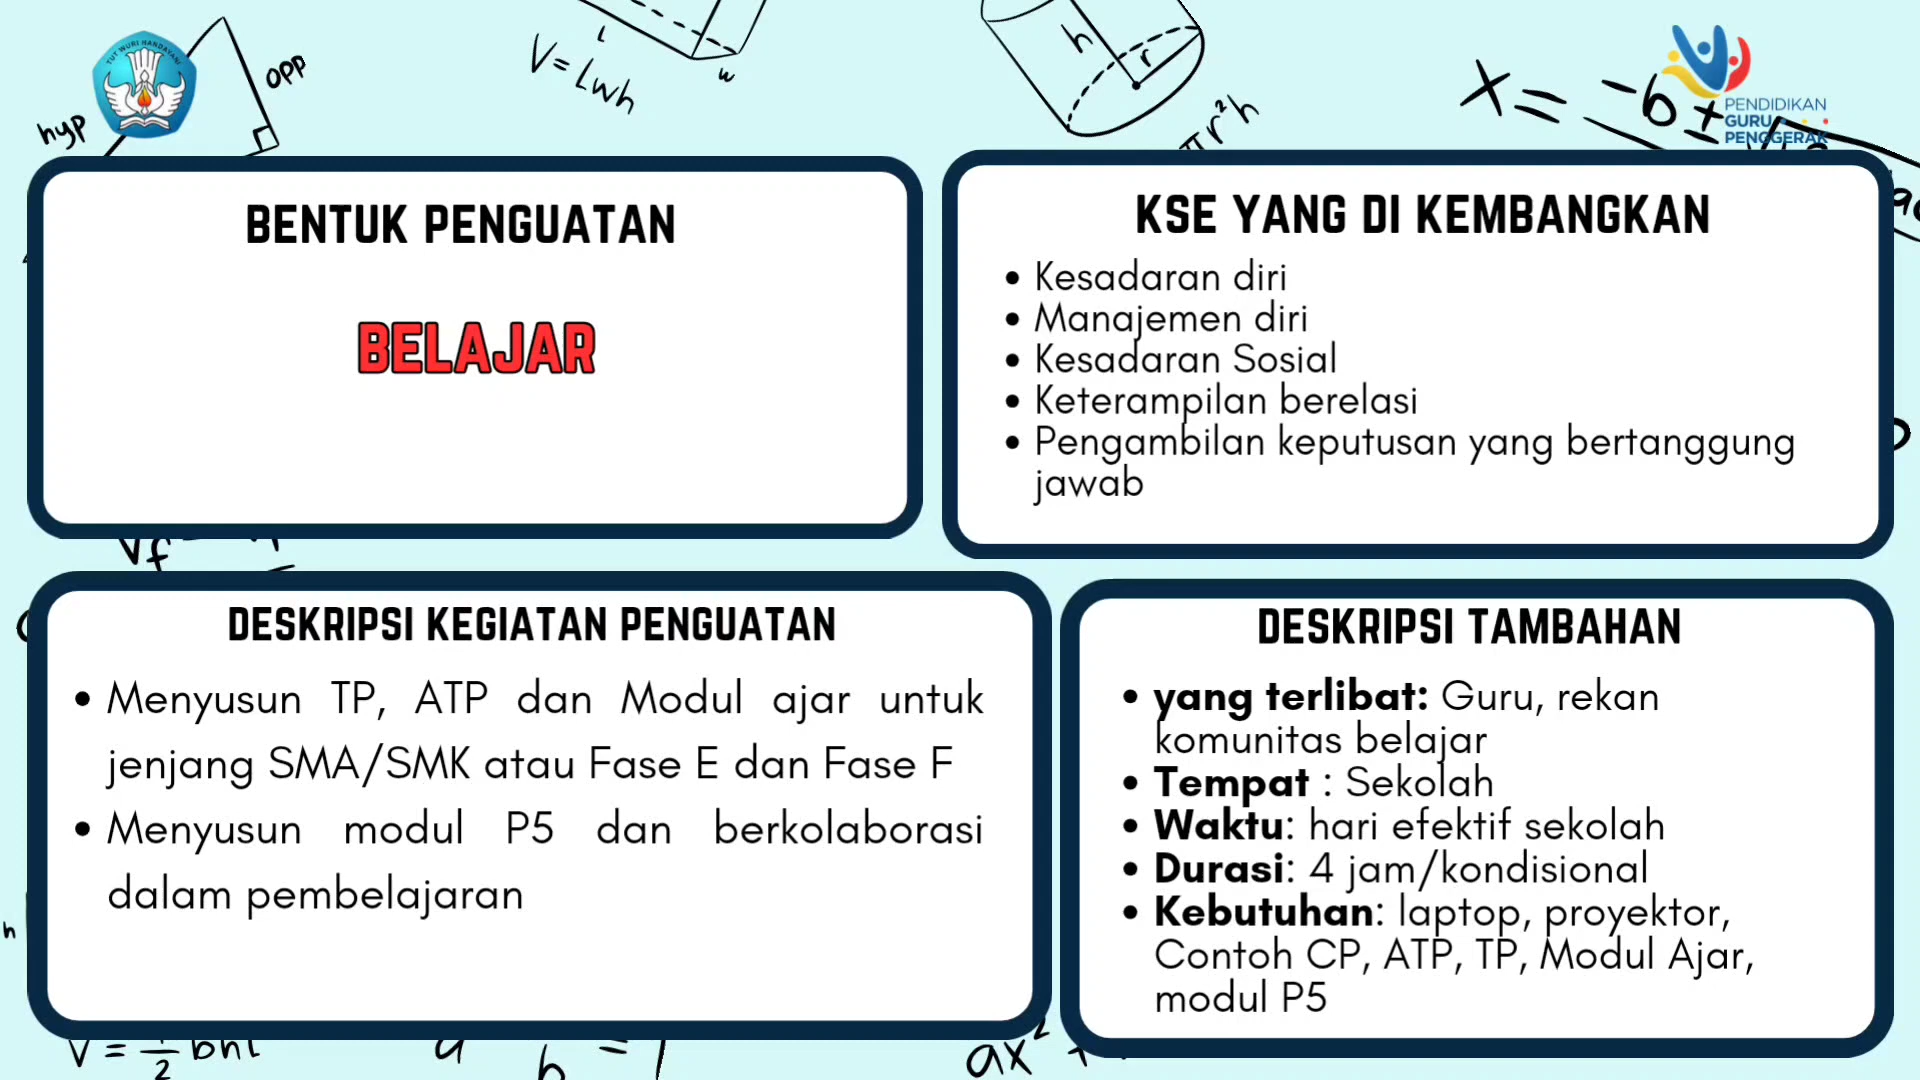 TUT WURI HANDAYANI
hyp
opp
V = Lwh
L
w
h
r
πr²h
PENDIDIKAN
GURU
PENGGERAK
BENTUK PENGUATAN
BELAJAR
KSE YANG DI KEMBANGKAN
• Kesadaran diri
• Manajemen diri
• Kesadaran Sosial
• Keterampilan berelasi
• Pengambilan keputusan yang bertanggung
jawab
DESKRIPSI KEGIATAN PENGUATAN
• Menyusun TP, ATP dan Modul ajar untuk
jenjang SMA/SMK atau Fase E dan Fase F
• Menyusun modul P5 dan berkolaborasi
dalam pembelajaran
DESKRIPSI TAMBAHAN
• yang terlibat: Guru, rekan
komunitas belajar
• Tempat : Sekolah
• Waktu: hari efektif sekolah
• Durasi: 4 jam/kondisional
• Kebutuhan: laptop, proyektor,
Contoh CP, ATP, TP, Modul Ajar,
modul P5